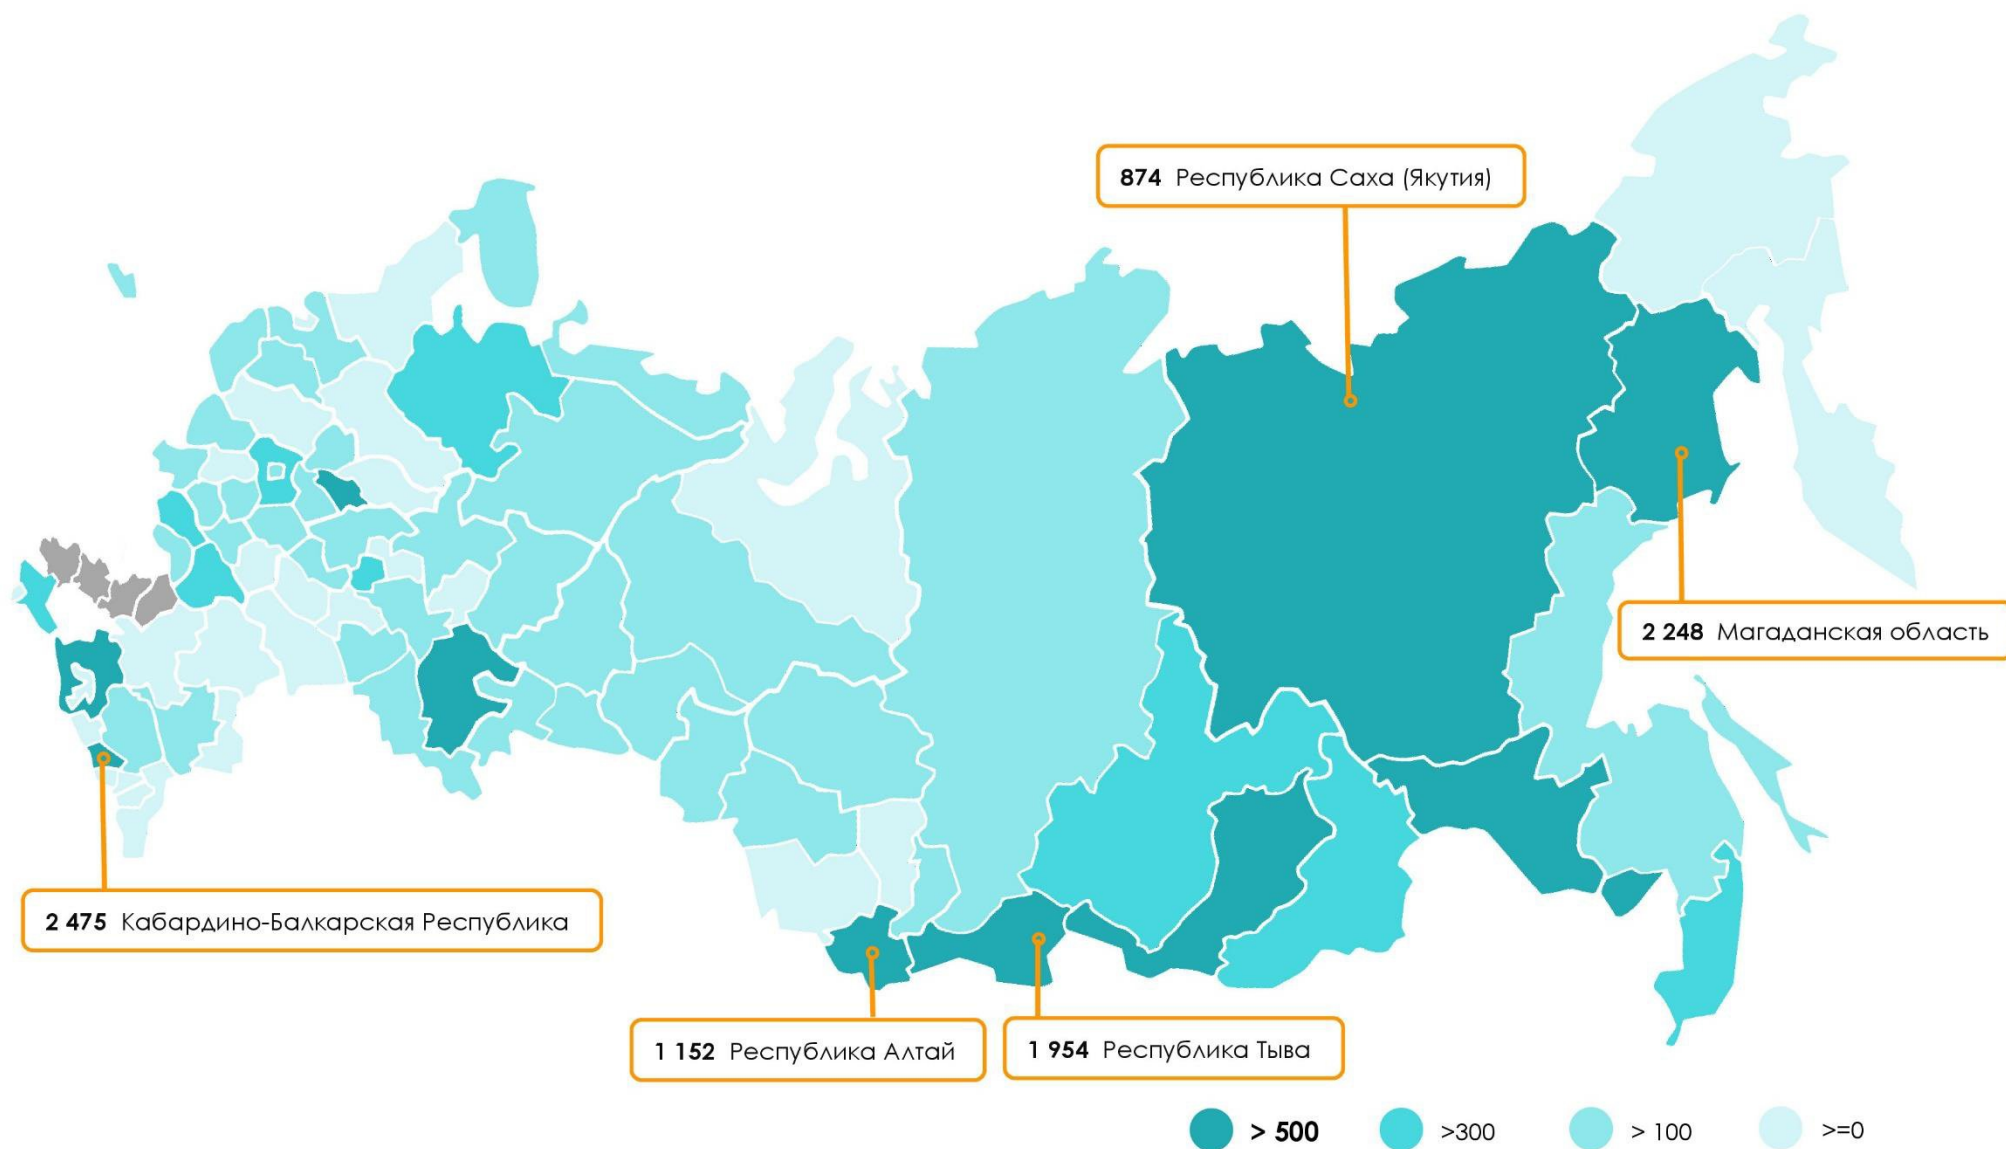 874 Республика Саха (Якутия)
2 248 Магаданская область
2 475 Кабардино-Балкарская Республика
1 152 Республика Алтай
1 954 Республика Тыва
> 500
>300
> 100
>=0